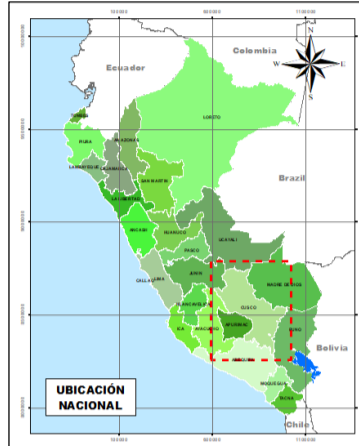 N
W E
S
Colombia
Ecuador
LORETO
TUMBES
PIURA
AMAZONAS
Brazil
LAMBAYEQUE
CAJAMARCA
SAN MARTIN
LA LIBERTAD
ANCASH
HUANUCO
UCAYALI
PASCO
JUNIN
CALLAO
LIMA
MADRE DE DIOS
HUANCAVELICA
CUSCO
ICA
AYACUCHO
APURIMAC
PUNO
Bolivia
AREQUIPA
MOQUEGUA
UBICACIÓN
NACIONAL
TACNA
Chile